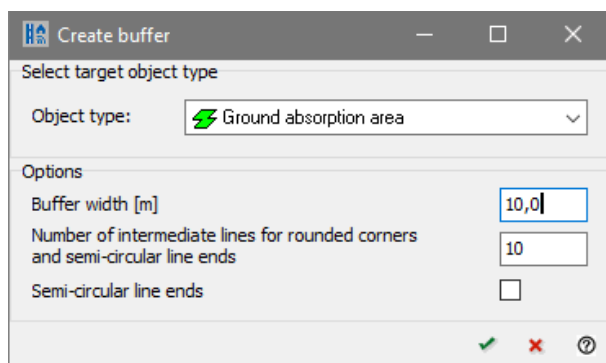 Create buffer
Select target object type
Object type: Ground absorption area
Options
Buffer width [m] 10,0
Number of intermediate lines for rounded corners
and semi-circular line ends 10
Semi-circular line ends